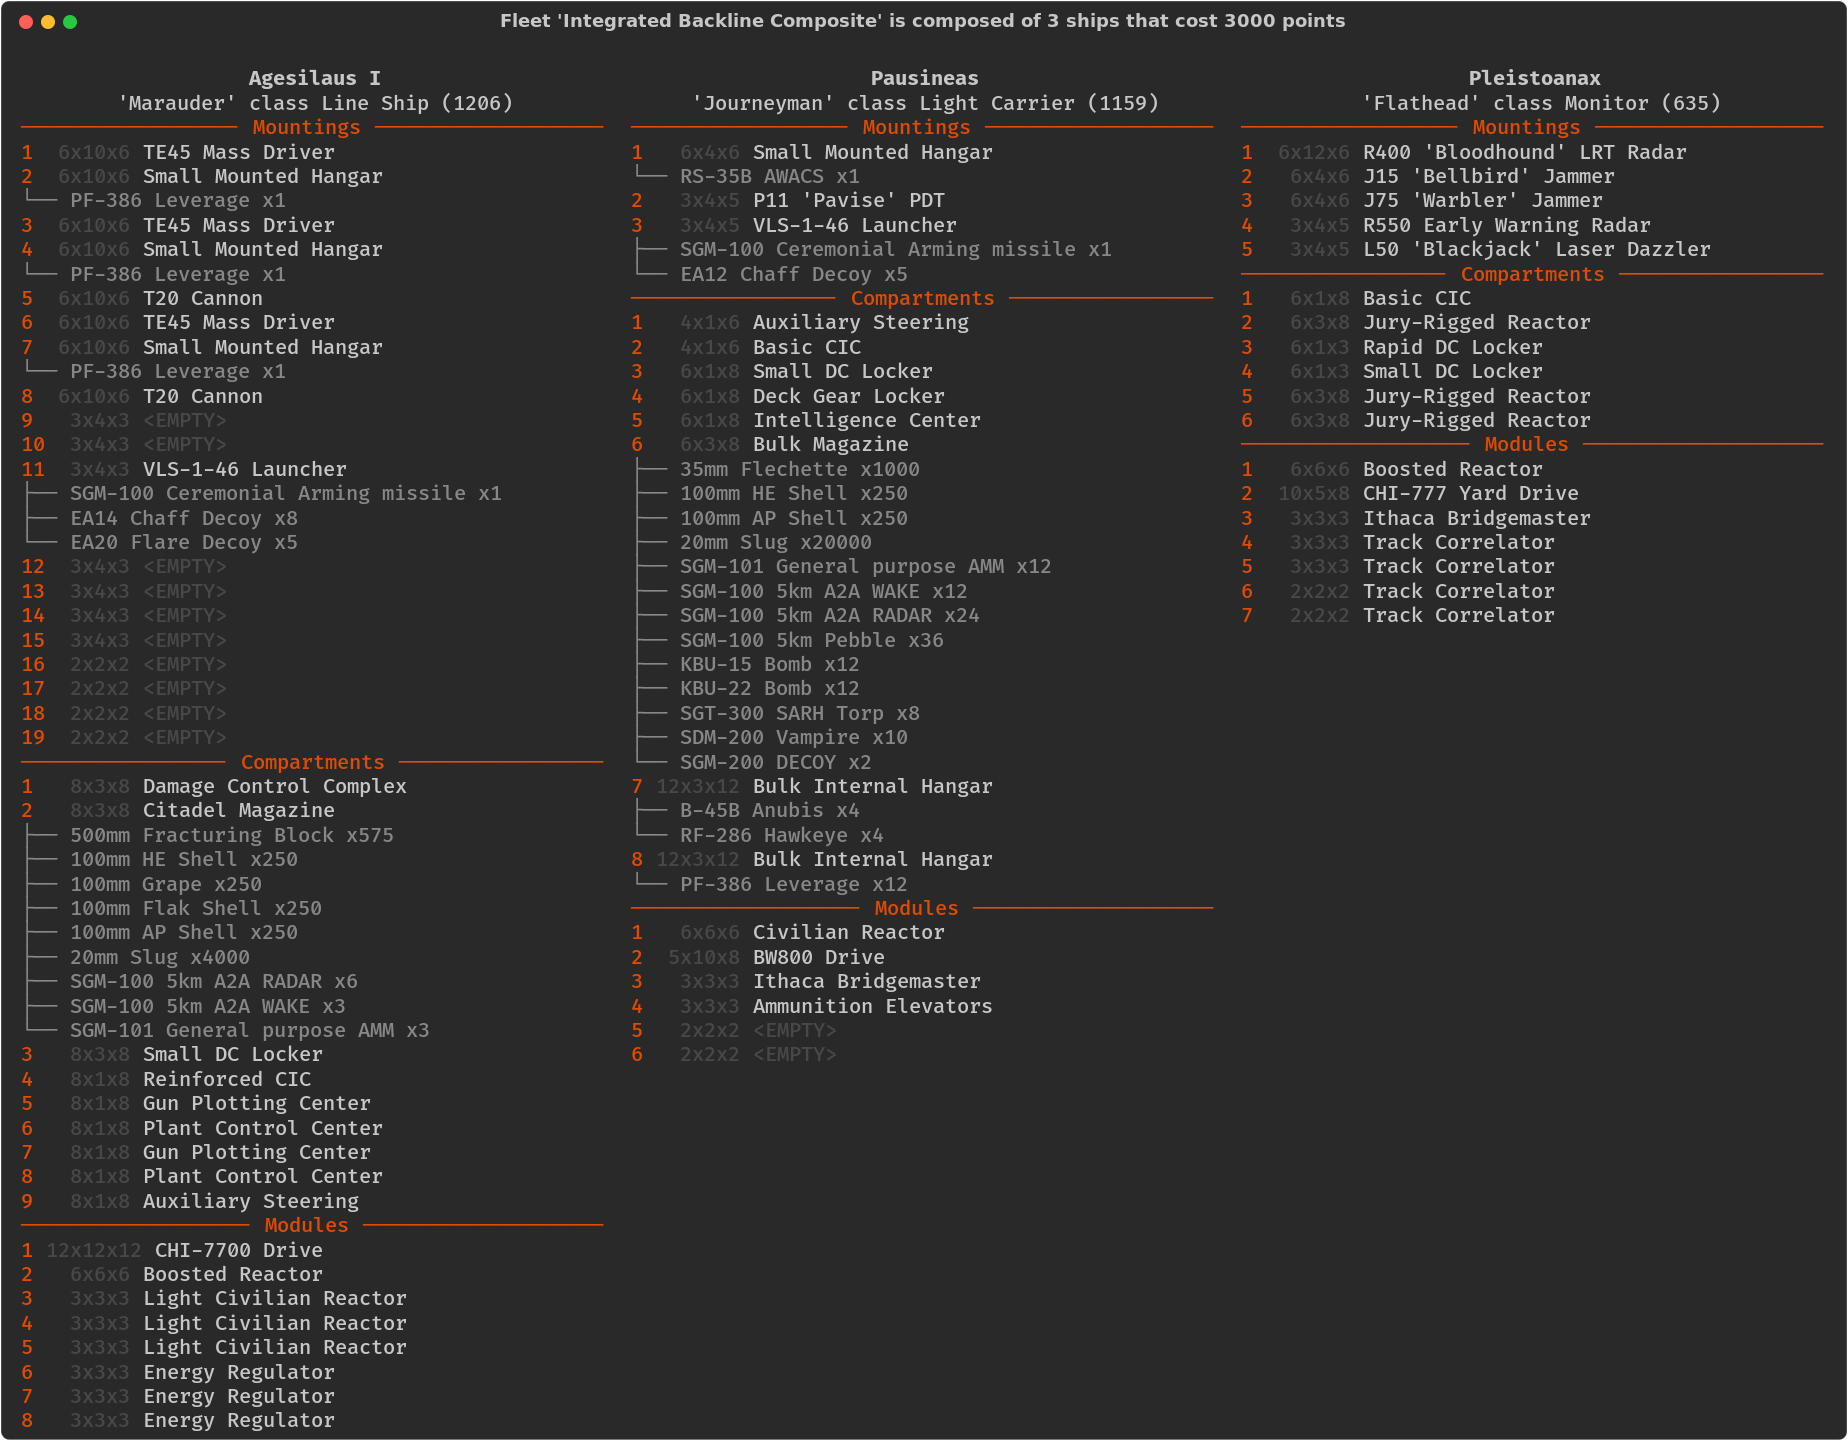 Fleet 'Integrated Backline Composite' is composed of 3 ships that cost 3000 points
Agesilaus I
'Marauder' class Line Ship (1206)
Mountings
1 6x10x6 TE45 Mass Driver
2 6x10x6 Small Mounted Hangar
└── PF-386 Leverage x1
3 6x10x6 TE45 Mass Driver
4 6x10x6 Small Mounted Hangar
└── PF-386 Leverage x1
5 6x10x6 T20 Cannon
6 6x10x6 TE45 Mass Driver
7 6x10x6 Small Mounted Hangar
└── PF-386 Leverage x1
8 6x10x6 T20 Cannon
9 3x4x3 <EMPTY>
10 3x4x3 <EMPTY>
11 3x4x3 VLS-1-46 Launcher
├── SGM-100 Ceremonial Arming missile x1
├── EA14 Chaff Decoy x8
└── EA20 Flare Decoy x5
12 3x4x3 <EMPTY>
13 3x4x3 <EMPTY>
14 3x4x3 <EMPTY>
15 3x4x3 <EMPTY>
16 2x2x2 <EMPTY>
17 2x2x2 <EMPTY>
18 2x2x2 <EMPTY>
19 2x2x2 <EMPTY>
Compartments
1 8x3x8 Damage Control Complex
2 8x3x8 Citadel Magazine
├── 500mm Fracturing Block x575
├── 100mm HE Shell x250
├── 100mm Grape x250
├── 100mm Flak Shell x250
├── 100mm AP Shell x250
├── 20mm Slug x4000
├── SGM-100 5km A2A RADAR x6
├── SGM-100 5km A2A WAKE x3
└── SGM-101 General purpose AMM x3
3 8x3x8 Small DC Locker
4 8x1x8 Reinforced CIC
5 8x1x8 Gun Plotting Center
6 8x1x8 Plant Control Center
7 8x1x8 Gun Plotting Center
8 8x1x8 Plant Control Center
9 8x1x8 Auxiliary Steering
Modules
1 12x12x12 CHI-7700 Drive
2 6x6x6 Boosted Reactor
3 3x3x3 Light Civilian Reactor
4 3x3x3 Light Civilian Reactor
5 3x3x3 Light Civilian Reactor
6 3x3x3 Energy Regulator
7 3x3x3 Energy Regulator
8 3x3x3 Energy Regulator
Pausineas
'Journeyman' class Light Carrier (1159)
Mountings
1 6x4x6 Small Mounted Hangar
└── RS-35B AWACS x1
2 3x4x5 P11 'Pavise' PDT
3 3x4x5 VLS-1-46 Launcher
├── SGM-100 Ceremonial Arming missile x1
└── EA12 Chaff Decoy x5
Compartments
1 4x1x6 Auxiliary Steering
2 4x1x6 Basic CIC
3 6x1x8 Small DC Locker
4 6x1x8 Deck Gear Locker
5 6x1x8 Intelligence Center
6 6x3x8 Bulk Magazine
├── 35mm Flechette x1000
├── 100mm HE Shell x250
├── 100mm AP Shell x250
├── 20mm Slug x20000
├── SGM-101 General purpose AMM x12
├── SGM-100 5km A2A WAKE x12
├── SGM-100 5km A2A RADAR x24
├── SGM-100 5km Pebble x36
├── KBU-15 Bomb x12
├── KBU-22 Bomb x12
├── SGT-300 SARH Torp x8
├── SDM-200 Vampire x10
└── SGM-200 DECOY x2
7 12x3x12 Bulk Internal Hangar
├── B-45B Anubis x4
└── RF-286 Hawkeye x4
8 12x3x12 Bulk Internal Hangar
└── PF-386 Leverage x12
Modules
1 6x6x6 Civilian Reactor
2 5x10x8 BW800 Drive
3 3x3x3 Ithaca Bridgemaster
4 3x3x3 Ammunition Elevators
5 2x2x2 <EMPTY>
6 2x2x2 <EMPTY>
Pleistoanax
'Flathead' class Monitor (635)
Mountings
1 6x12x6 R400 'Bloodhound' LRT Radar
2 6x4x6 J15 'Bellbird' Jammer
3 6x4x6 J75 'Warbler' Jammer
4 3x4x5 R550 Early Warning Radar
5 3x4x5 L50 'Blackjack' Laser Dazzler
Compartments
1 6x1x8 Basic CIC
2 6x3x8 Jury-Rigged Reactor
3 6x1x3 Rapid DC Locker
4 6x1x3 Small DC Locker
5 6x3x8 Jury-Rigged Reactor
6 6x3x8 Jury-Rigged Reactor
Modules
1 6x6x6 Boosted Reactor
2 10x5x8 CHI-777 Yard Drive
3 3x3x3 Ithaca Bridgemaster
4 3x3x3 Track Correlator
5 3x3x3 Track Correlator
6 2x2x2 Track Correlator
7 2x2x2 Track Correlator